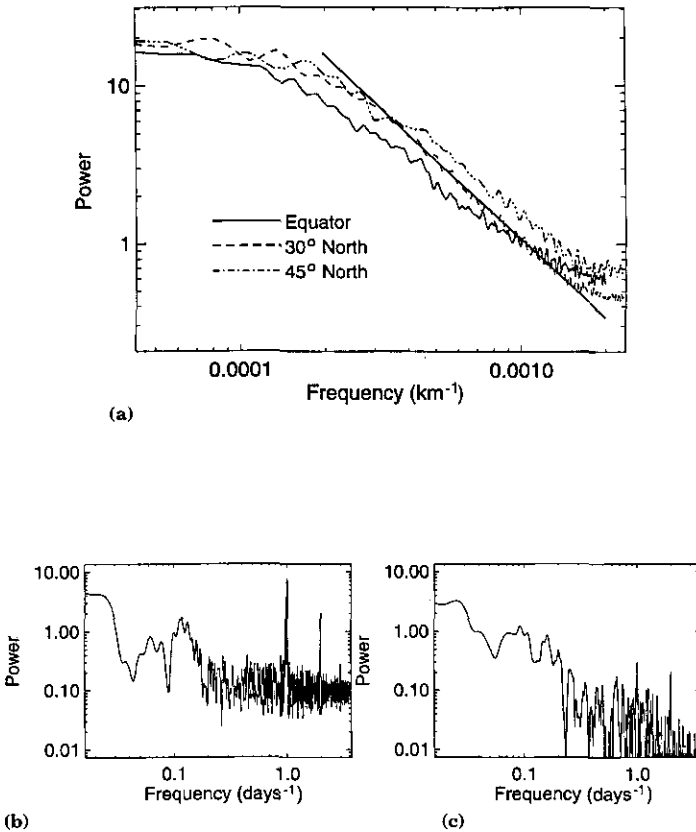 10
1
Power
Equator
30° North
45° North
0.0001
0.0010
Frequency (km⁻¹)
(a)
10.00
1.00
0.10
0.01
Power
0.1
1.0
Frequency (days⁻¹)
(b)
10.00
1.00
0.10
0.01
Power
0.1
1.0
Frequency (days⁻¹)
(c)